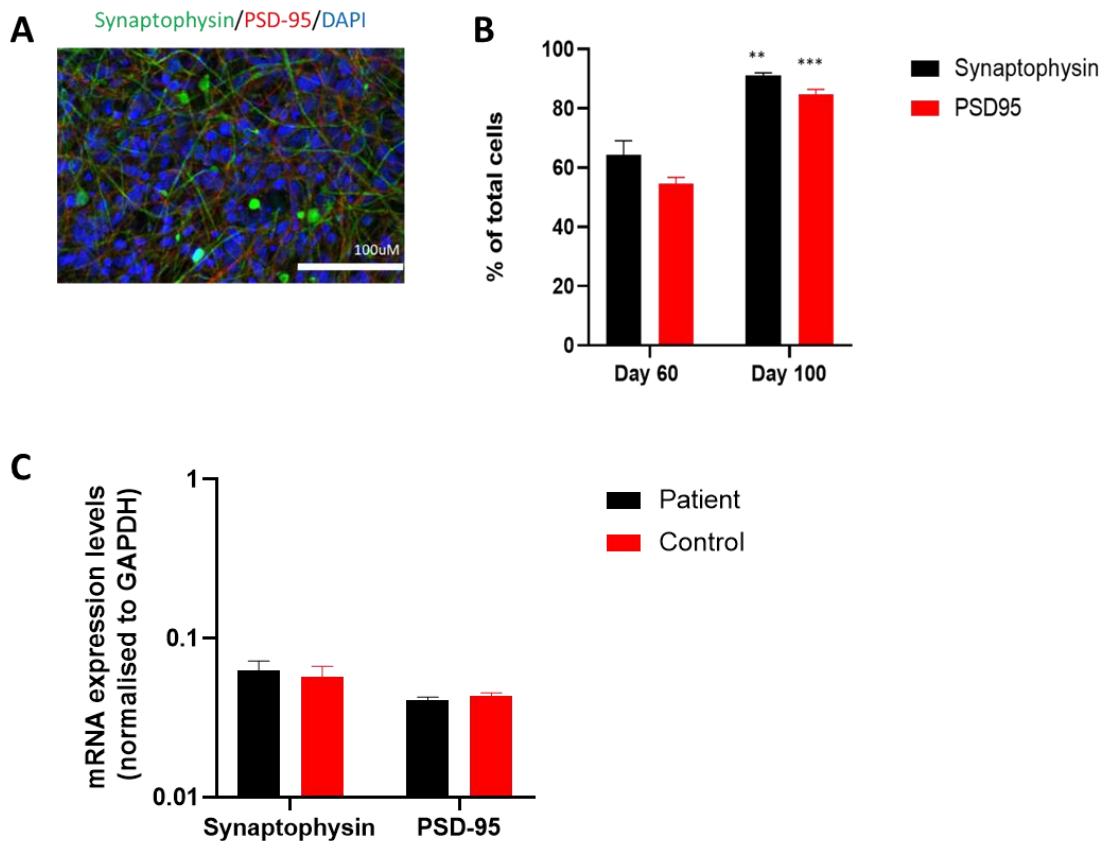 A
Synaptophysin/PSD-95/DAPI
100uM
B
% of total cells
100
80
60
40
20
0
**
***
Day 60
Day 100
Synaptophysin
PSD95
C
mRNA expression levels
(normalised to GAPDH)
1
0.1
0.01
Synaptophysin
PSD-95
Patient
Control